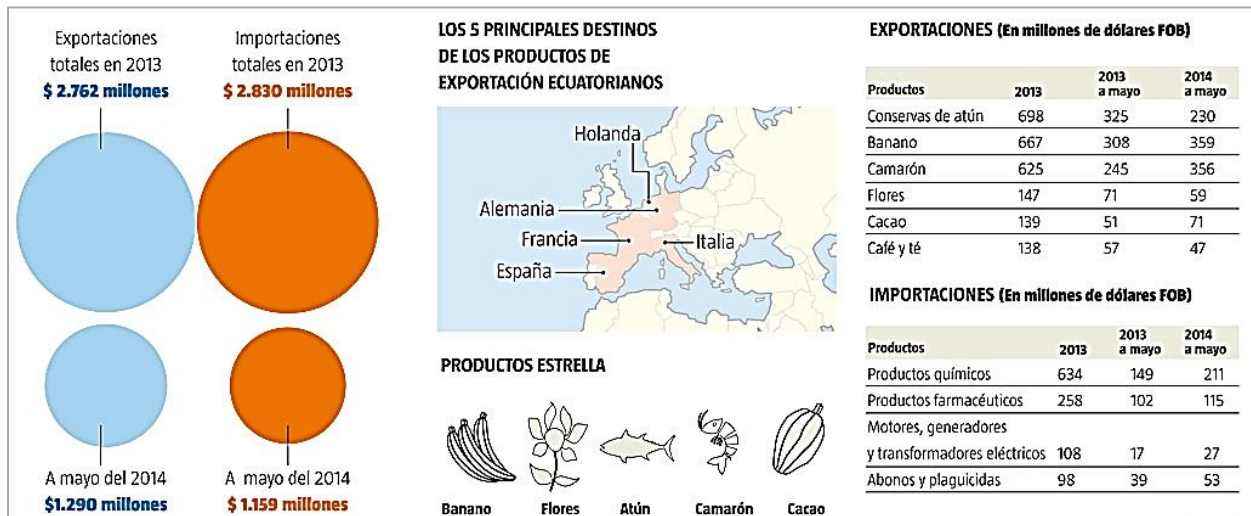 Exportaciones
totales en 2013
$ 2.762 millones
Importaciones
totales en 2013
$ 2.830 millones
A mayo del 2014
$1.290 millones
A mayo del 2014
$ 1.159 millones
LOS 5 PRINCIPALES DESTINOS
DE LOS PRODUCTOS DE
EXPORTACIÓN ECUATORIANOS
Holanda
Alemania
Francia
Italia
España
PRODUCTOS ESTRELLA
Banano Flores Atún Camarón Cacao
EXPORTACIONES (En millones de dólares FOB)
Productos 2013 2013 a mayo 2014 a mayo
Conservas de atún 698 325 230
Banano 667 308 359
Camarón 625 245 356
Flores 147 71 59
Cacao 139 51 71
Café y té 138 57 47
IMPORTACIONES (En millones de dólares FOB)
Productos 2013 2013 a mayo 2014 a mayo
Productos químicos 634 149 211
Productos farmacéuticos 258 102 115
Motores, generadores
y transformadores eléctricos 108 17 27
Abonos y plaguicidas 98 39 53